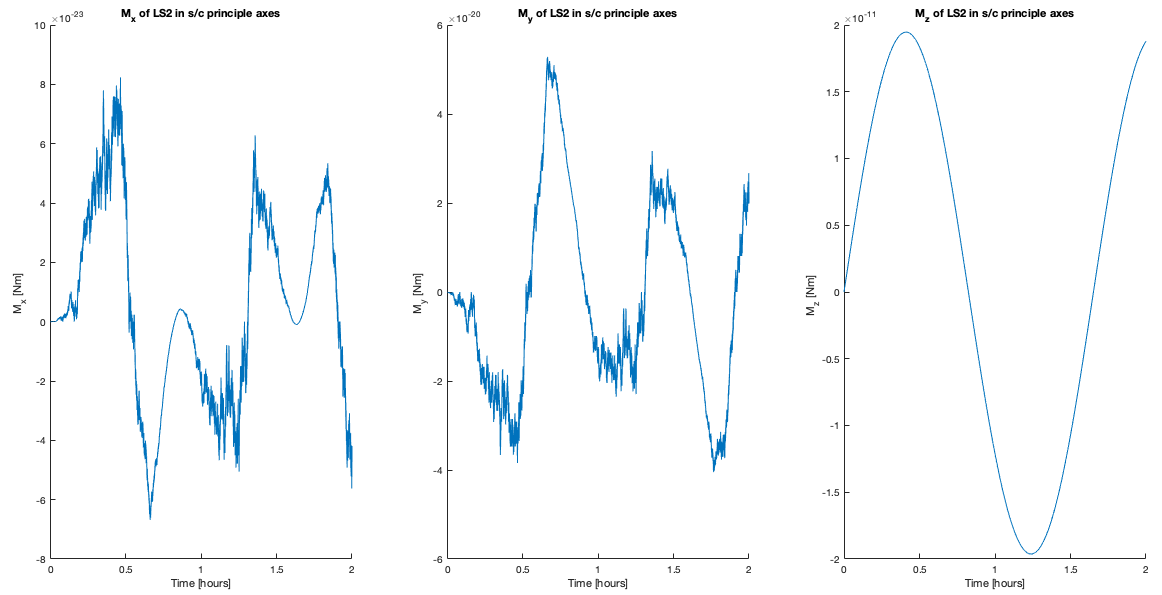 M_x of LS2 in s/c principle axes
×10^-23
10
8
6
4
2
0
-2
-4
-6
-8
0 0.5 1 1.5 2
Time [hours]
M_x [Nm]
M_y of LS2 in s/c principle axes
×10^-20
6
4
2
0
-2
-4
-6
0 0.5 1 1.5 2
Time [hours]
M_y [Nm]
M_z of LS2 in s/c principle axes
×10^-11
2
1.5
1
0.5
0
-0.5
-1
-1.5
-2
0 0.5 1 1.5 2
Time [hours]
M_z [Nm]